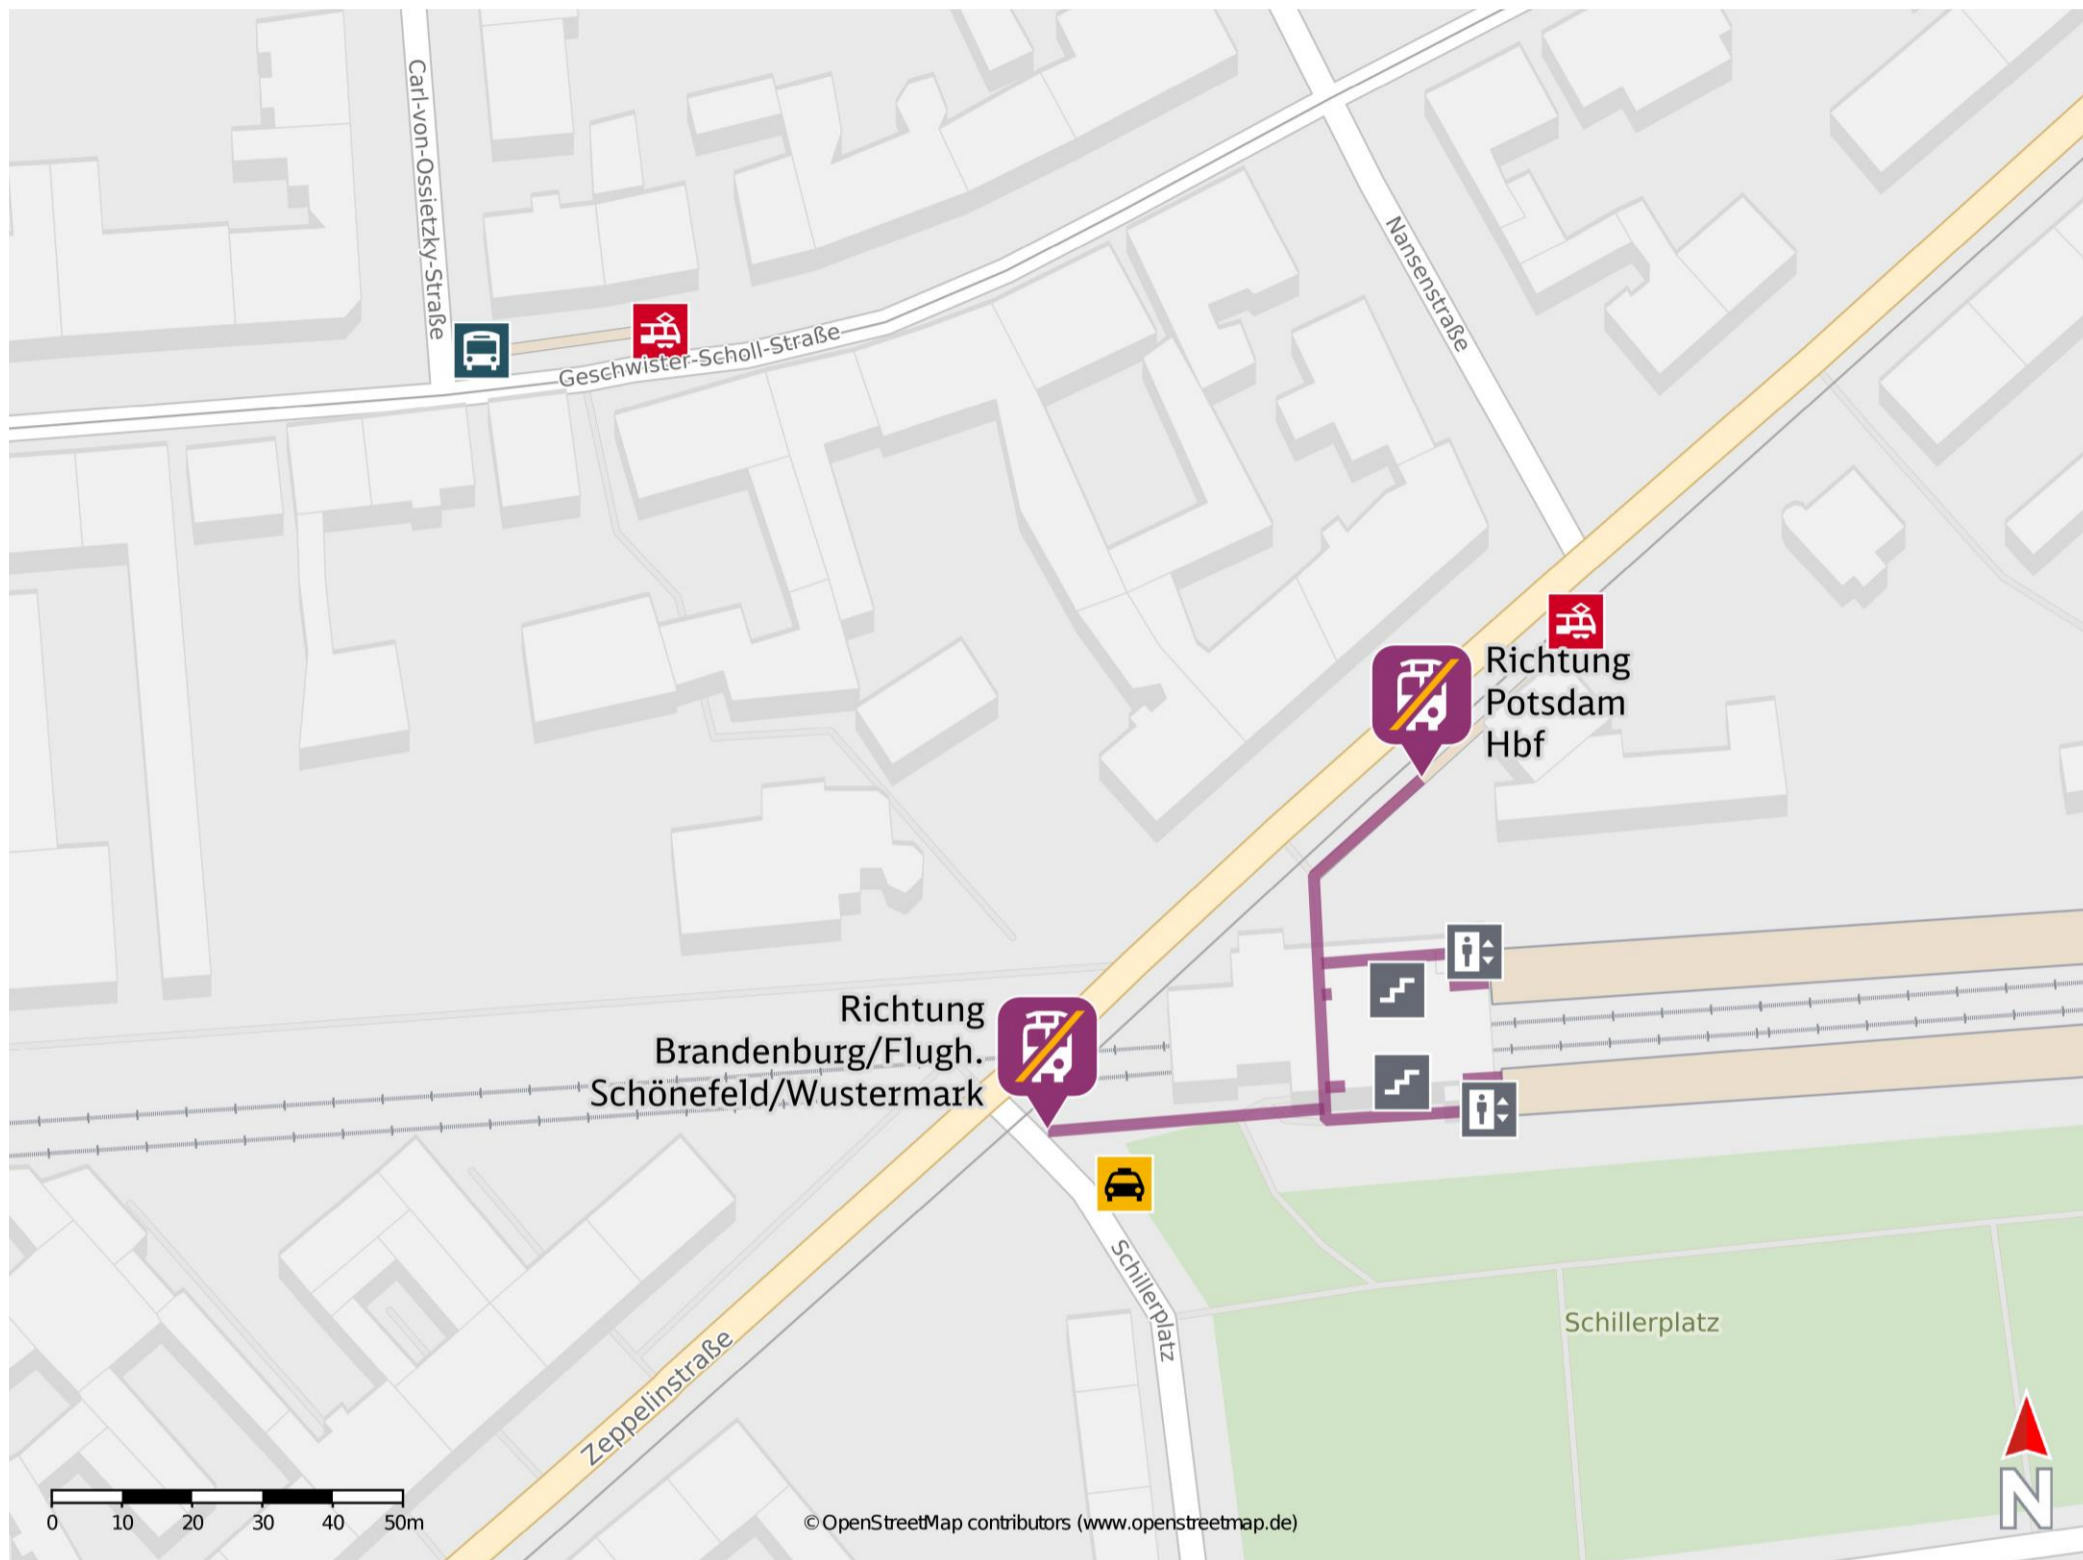 Carl-von-Ossietzky-Straße
Nansenstraße
Geschwister-Scholl-Straße
Richtung
Potsdam
Hbf
Richtung
Brandenburg/Flugh.
Schönefeld/Wustermark
Schillerplatz
Schillerplatz
Zeppelinstraße
N
0 10 20 30 40 50m
© OpenStreetMap contributors (www.openstreetmap.de)